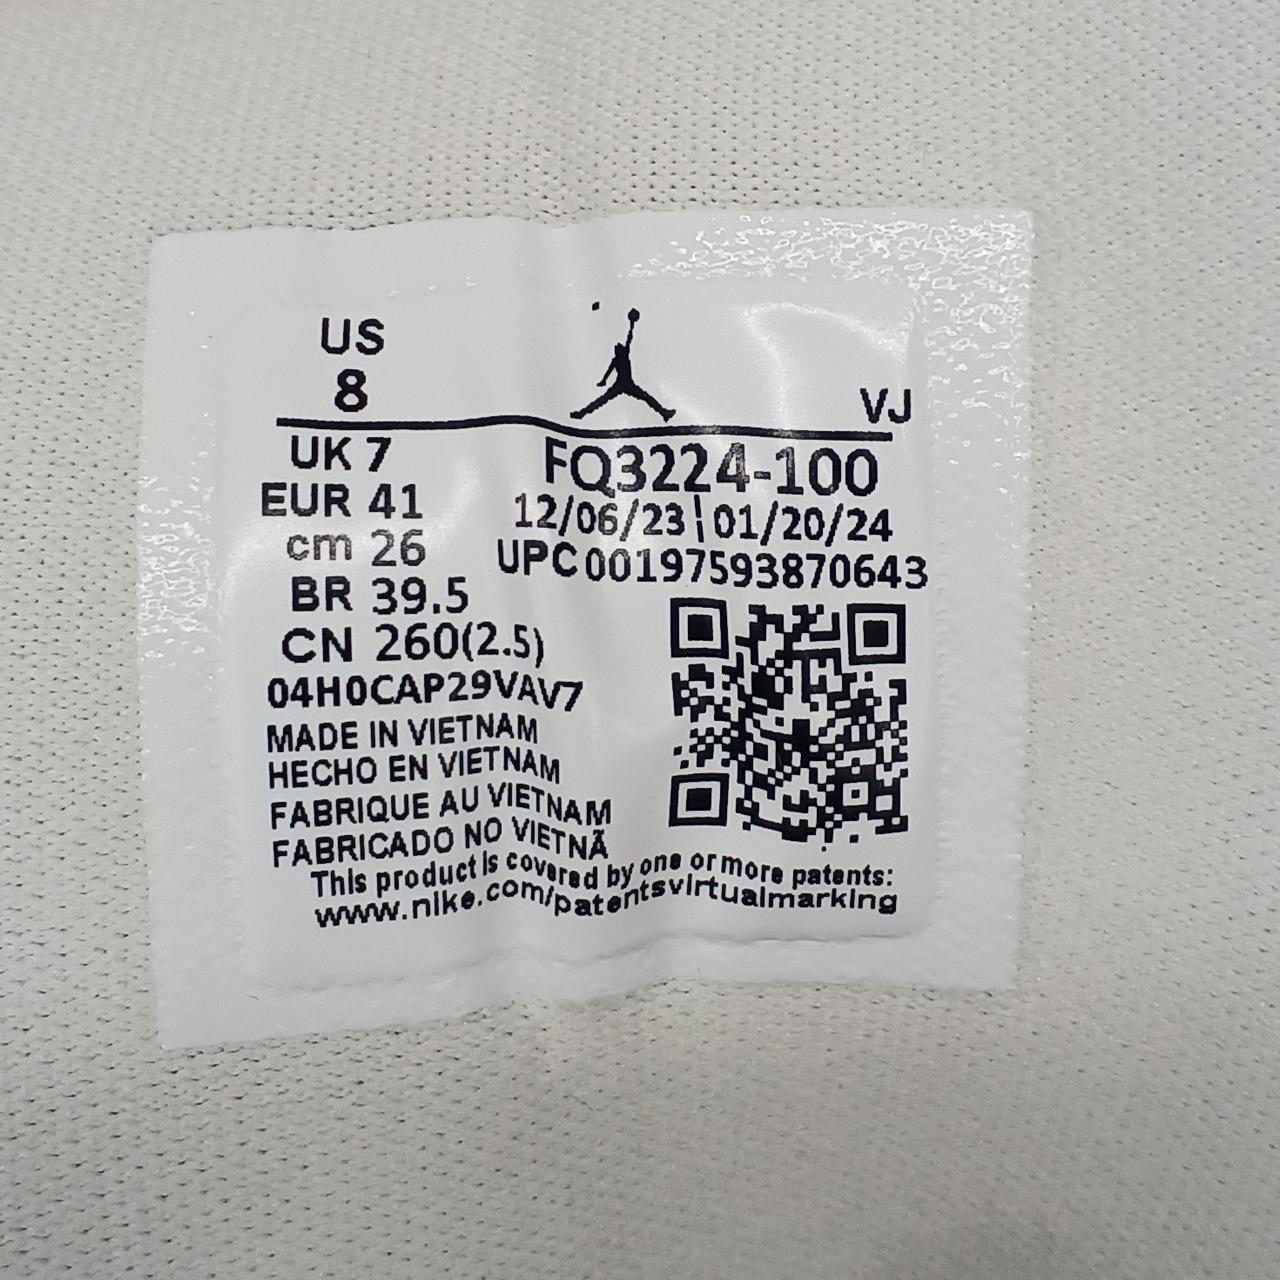 US
8
VJ
UK 7
EUR 41
cm 26
BR 39.5
CN 260(2.5)
04H0CAP29VAV7
FQ3224-100
12/06/23 | 01/20/24
UPC00197593870643
MADE IN VIETNAM
HECHO EN VIETNAM
FABRIQUE AU VIETNAM
FABRICADO NO VIETNÃ
This product is covered by one or more patents:
www.nike.com/patentsvirtualmarking